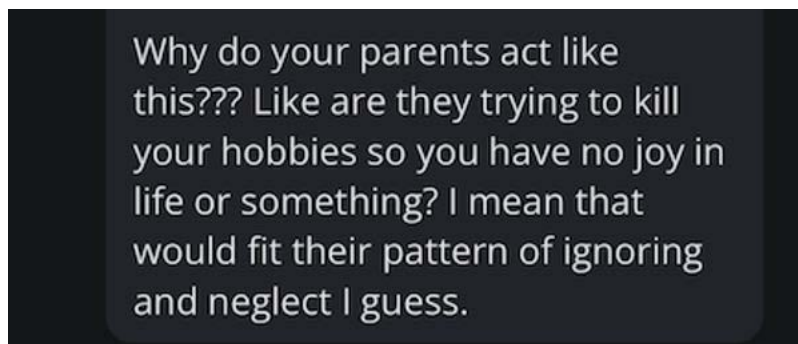 Why do your parents act like
this??? Like are they trying to kill
your hobbies so you have no joy in
life or something? I mean that
would fit their pattern of ignoring
and neglect I guess.